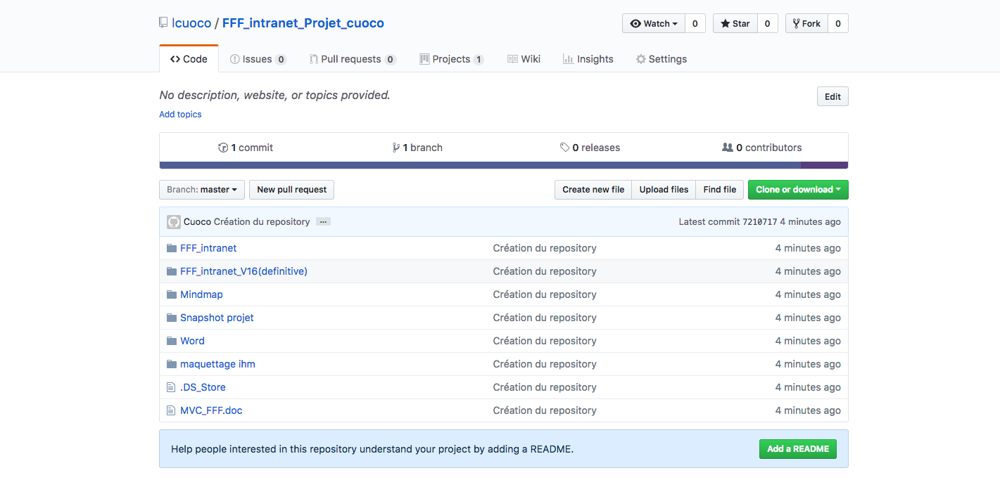 lcuoco / FFF_intranet_Projet_cuoco
Watch 0 Star 0 Fork 0
Code Issues 0 Pull requests 0 Projects 1 Wiki Insights Settings
No description, website, or topics provided. Edit
Add topics
1 commit 1 branch 0 releases 0 contributors
Branch: master New pull request Create new file Upload files Find file Clone or download
Cuoco Création du repository ... Latest commit 7210717 4 minutes ago
FFF_intranet Création du repository 4 minutes ago
FFF_intranet_V16(definitive) Création du repository 4 minutes ago
Mindmap Création du repository 4 minutes ago
Snapshot projet Création du repository 4 minutes ago
Word Création du repository 4 minutes ago
maquettage ihm Création du repository 4 minutes ago
.DS_Store Création du repository 4 minutes ago
MVC_FFF.doc Création du repository 4 minutes ago
Help people interested in this repository understand your project by adding a README. Add a README